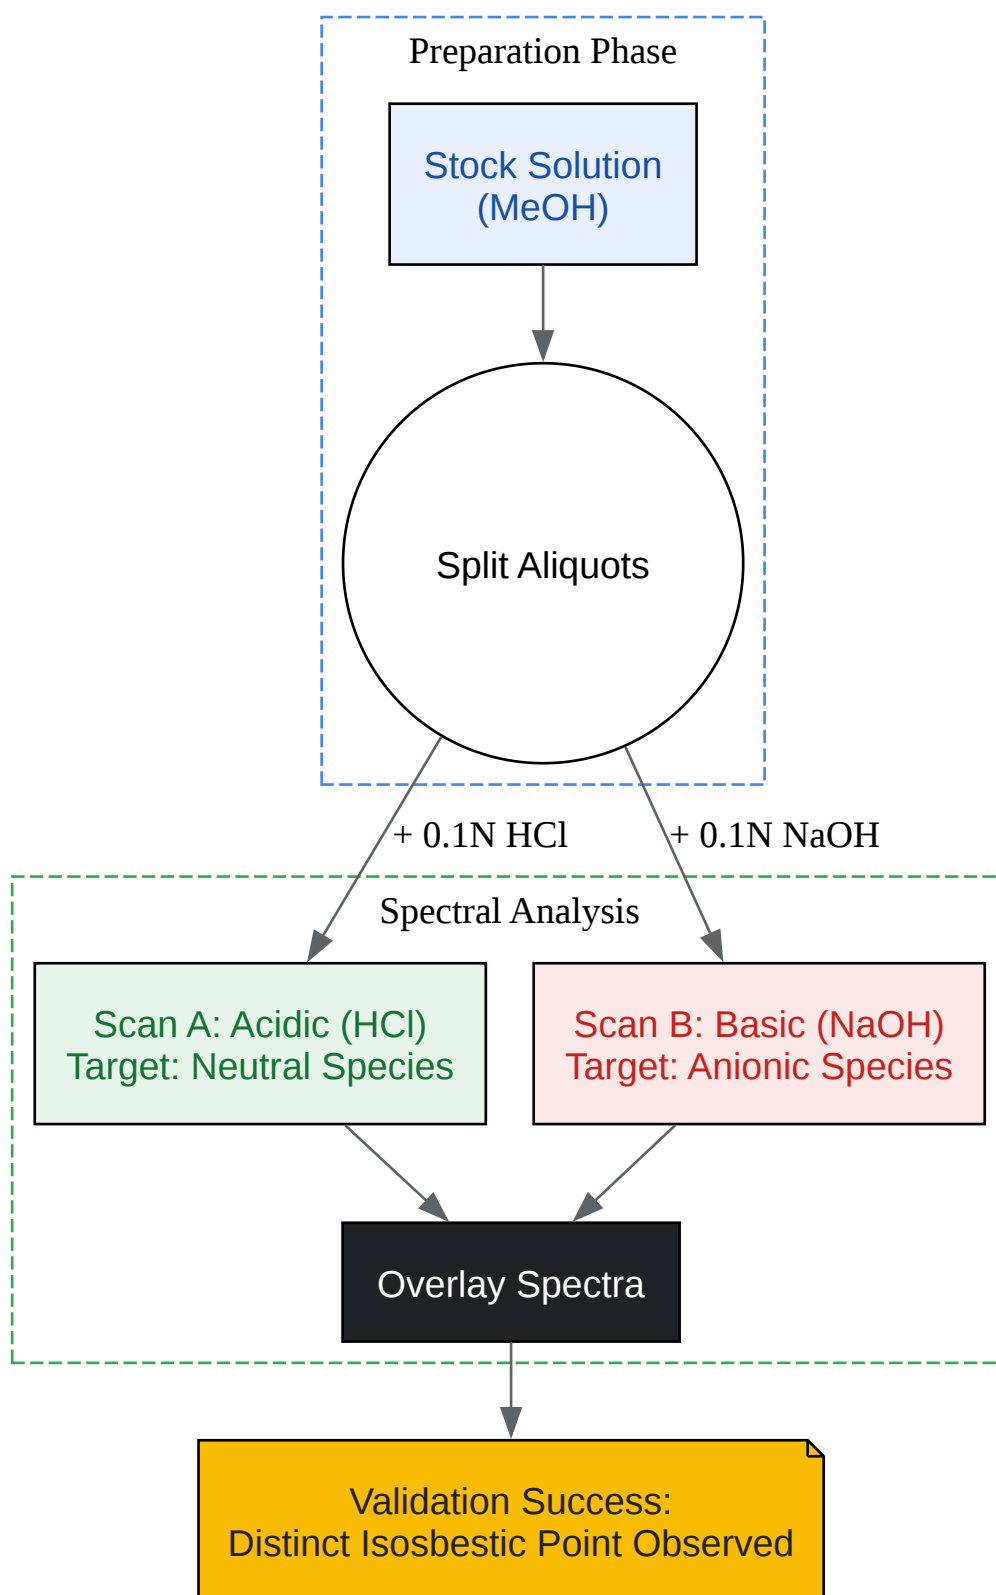 Preparation Phase
Stock Solution
(MeOH)
Split Aliquots
+ 0.1N HCl
+ 0.1N NaOH
Spectral Analysis
Scan A: Acidic (HCl)
Target: Neutral Species
Scan B: Basic (NaOH)
Target: Anionic Species
Overlay Spectra
Validation Success:
Distinct Isosbestic Point Observed